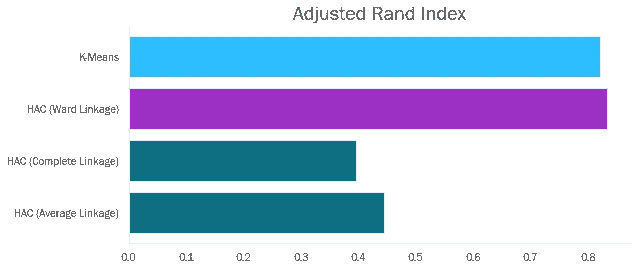 Adjusted Rand Index
K-Means
HAC (Ward Linkage)
HAC (Complete Linkage)
HAC (Average Linkage)
0.0 0.1 0.2 0.3 0.4 0.5 0.6 0.7 0.8